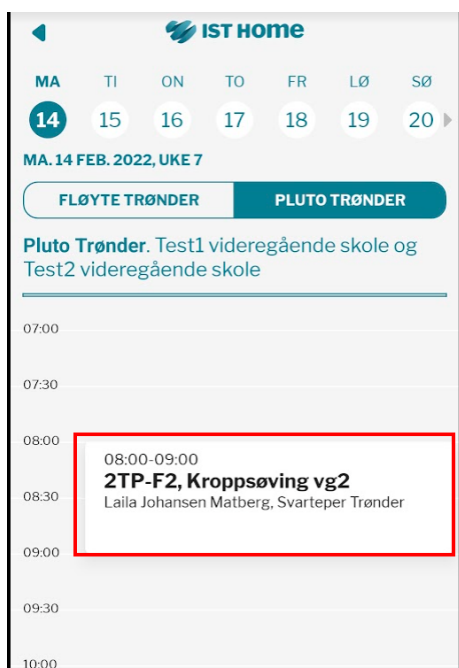 IST Home
MA TI ON TO FR LØ SØ
14 15 16 17 18 19 20
MA. 14 FEB. 2022, UKE 7
FLØYTE TRØNDER PLUTO TRØNDER
Pluto Trønder. Test1 videregående skole og
Test2 videregående skole
07:00
07:30
08:00
08:00-09:00
2TP-F2, Kroppsøving vg2
08:30 Laila Johansen Matberg, Svarteper Trønder
09:00
09:30
10:00